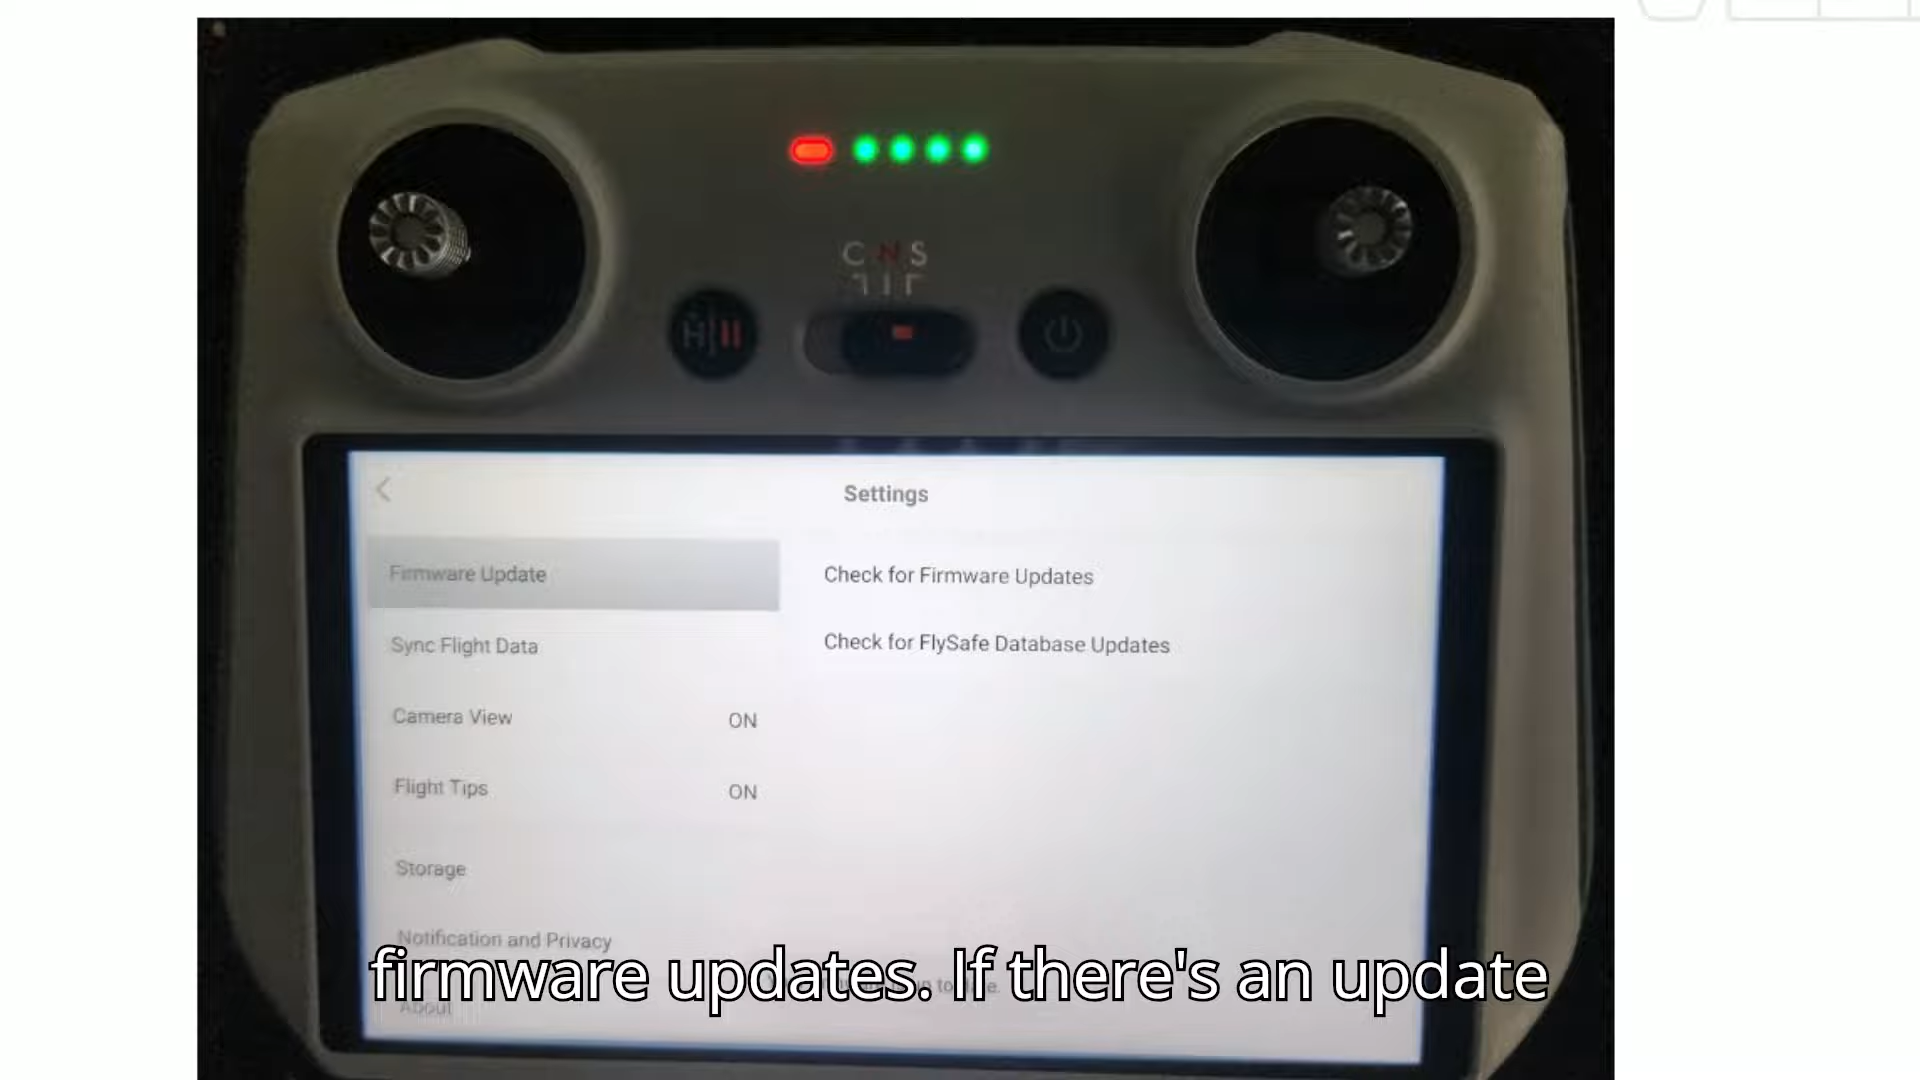 C N S
H
Settings
Firmware Update
Check for Firmware Updates
Sync Flight Data
Check for FlySafe Database Updates
Camera View ON
Flight Tips ON
Storage
Notification and Privacy
firmware updates. If there's an update
About